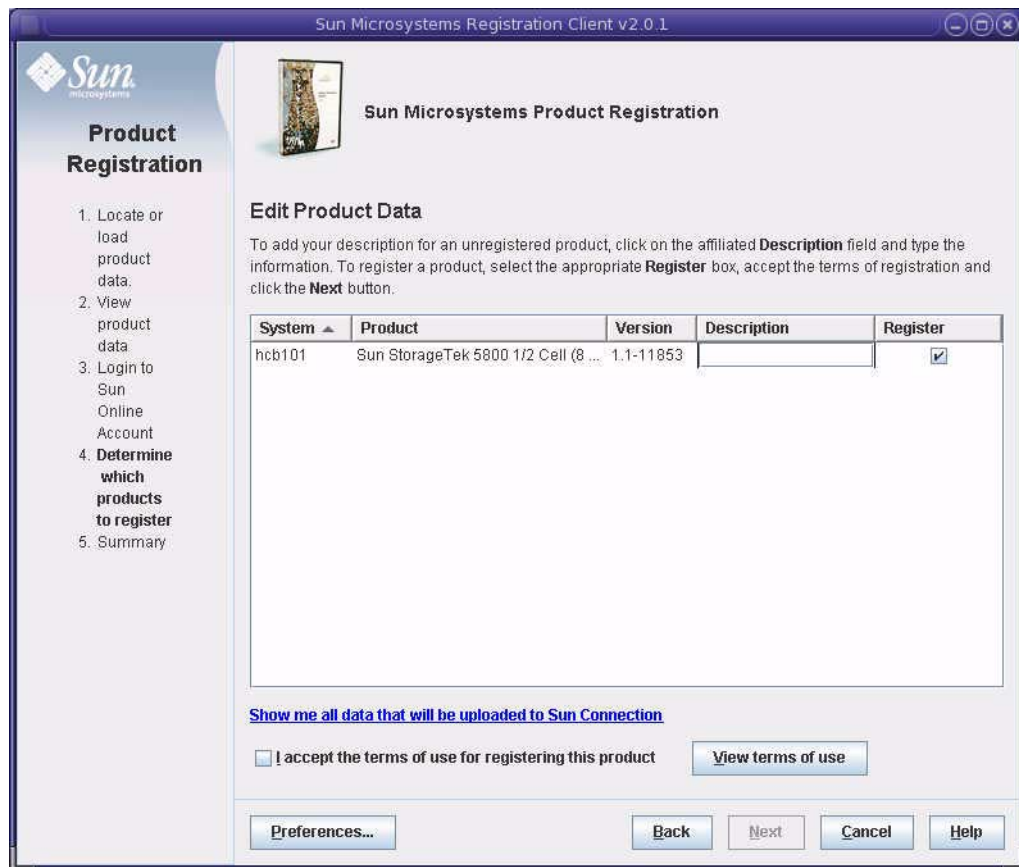 Sun Microsystems Registration Client v2.0.1
Sun
microsystems
Product
Registration
1. Locate or
load
product
data.
2. View
product
data
3. Login to
Sun
Online
Account
4. Determine
which
products
to register
5. Summary
Sun Microsystems Product Registration
Edit Product Data
To add your description for an unregistered product, click on the affiliated Description field and type the
information. To register a product, select the appropriate Register box, accept the terms of registration and
click the Next button.
System Product Version Description Register
hcb101 Sun StorageTek 5800 1/2 Cell (8 ... 1.1-11853
Show me all data that will be uploaded to Sun Connection
I accept the terms of use for registering this product View terms of use
Preferences... Back Next Cancel Help